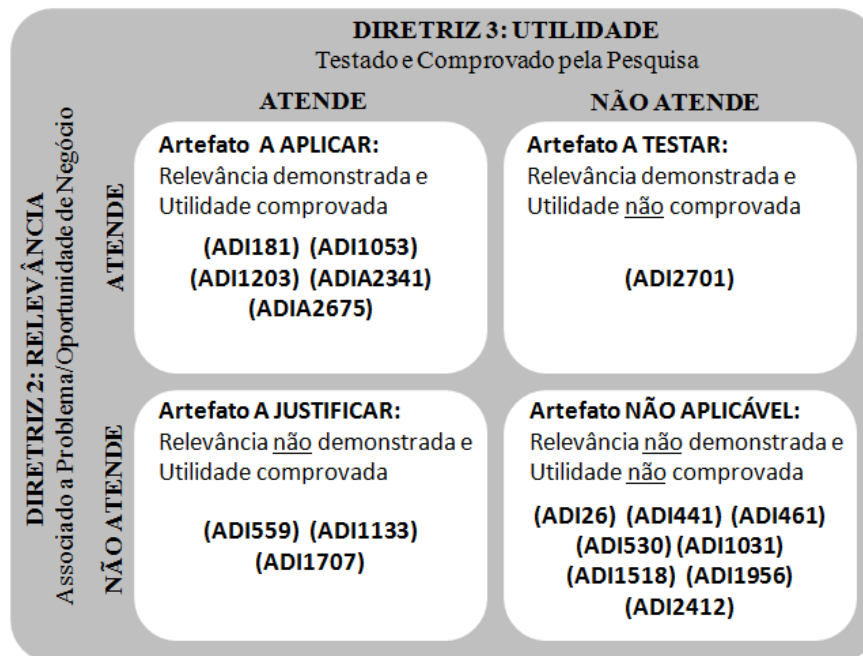 DIRETRIZ 3: UTILIDADE
Testado e Comprovado pela Pesquisa
ATENDE
NÃO ATENDE
DIRETRIZ 2: RELEVÂNCIA
Associado a Problema/Oportunidade de Negócio
ATENDE
Artefato A APLICAR:
Relevância demonstrada e
Utilidade comprovada
(ADI181) (ADI1053)
(ADI1203) (ADIA2341)
(ADIA2675)
Artefato A TESTAR:
Relevância demonstrada e
Utilidade não comprovada
(ADI2701)
NÃO ATENDE
Artefato A JUSTIFICAR:
Relevância não demonstrada e
Utilidade comprovada
(ADI559) (ADI1133)
(ADI1707)
Artefato NÃO APLICÁVEL:
Relevância não demonstrada e
Utilidade não comprovada
(ADI26) (ADI441) (ADI461)
(ADI530) (ADI1031)
(ADI1518) (ADI1956)
(ADI2412)